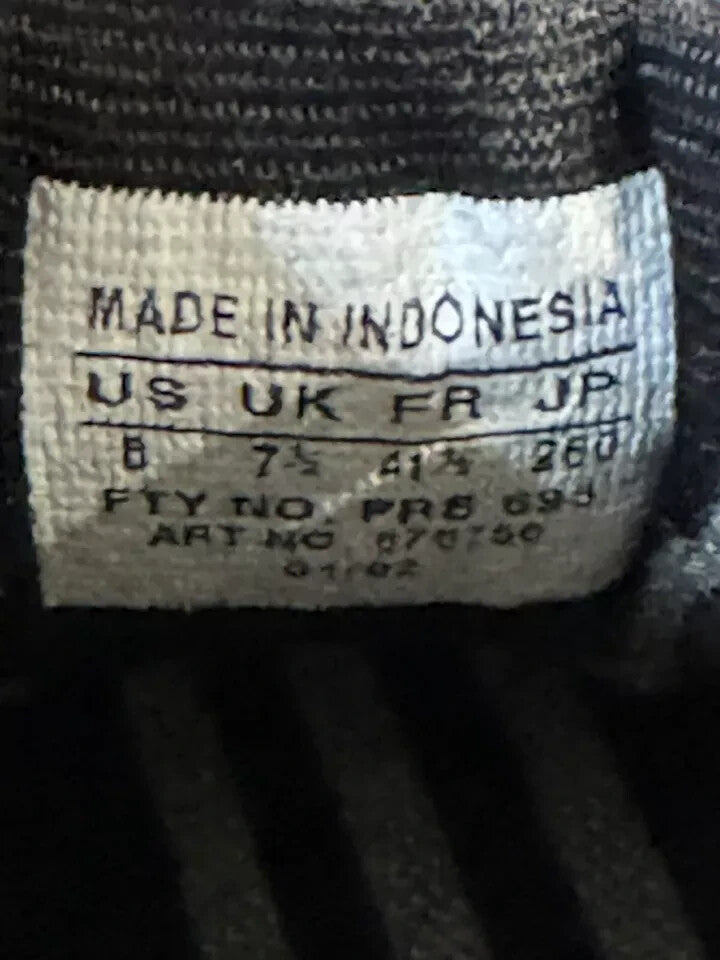 MADE IN INDONESIA
US UK FR JP
8 7½ 41⅓ 260
FTY NO. PRS
ART NO
01/02